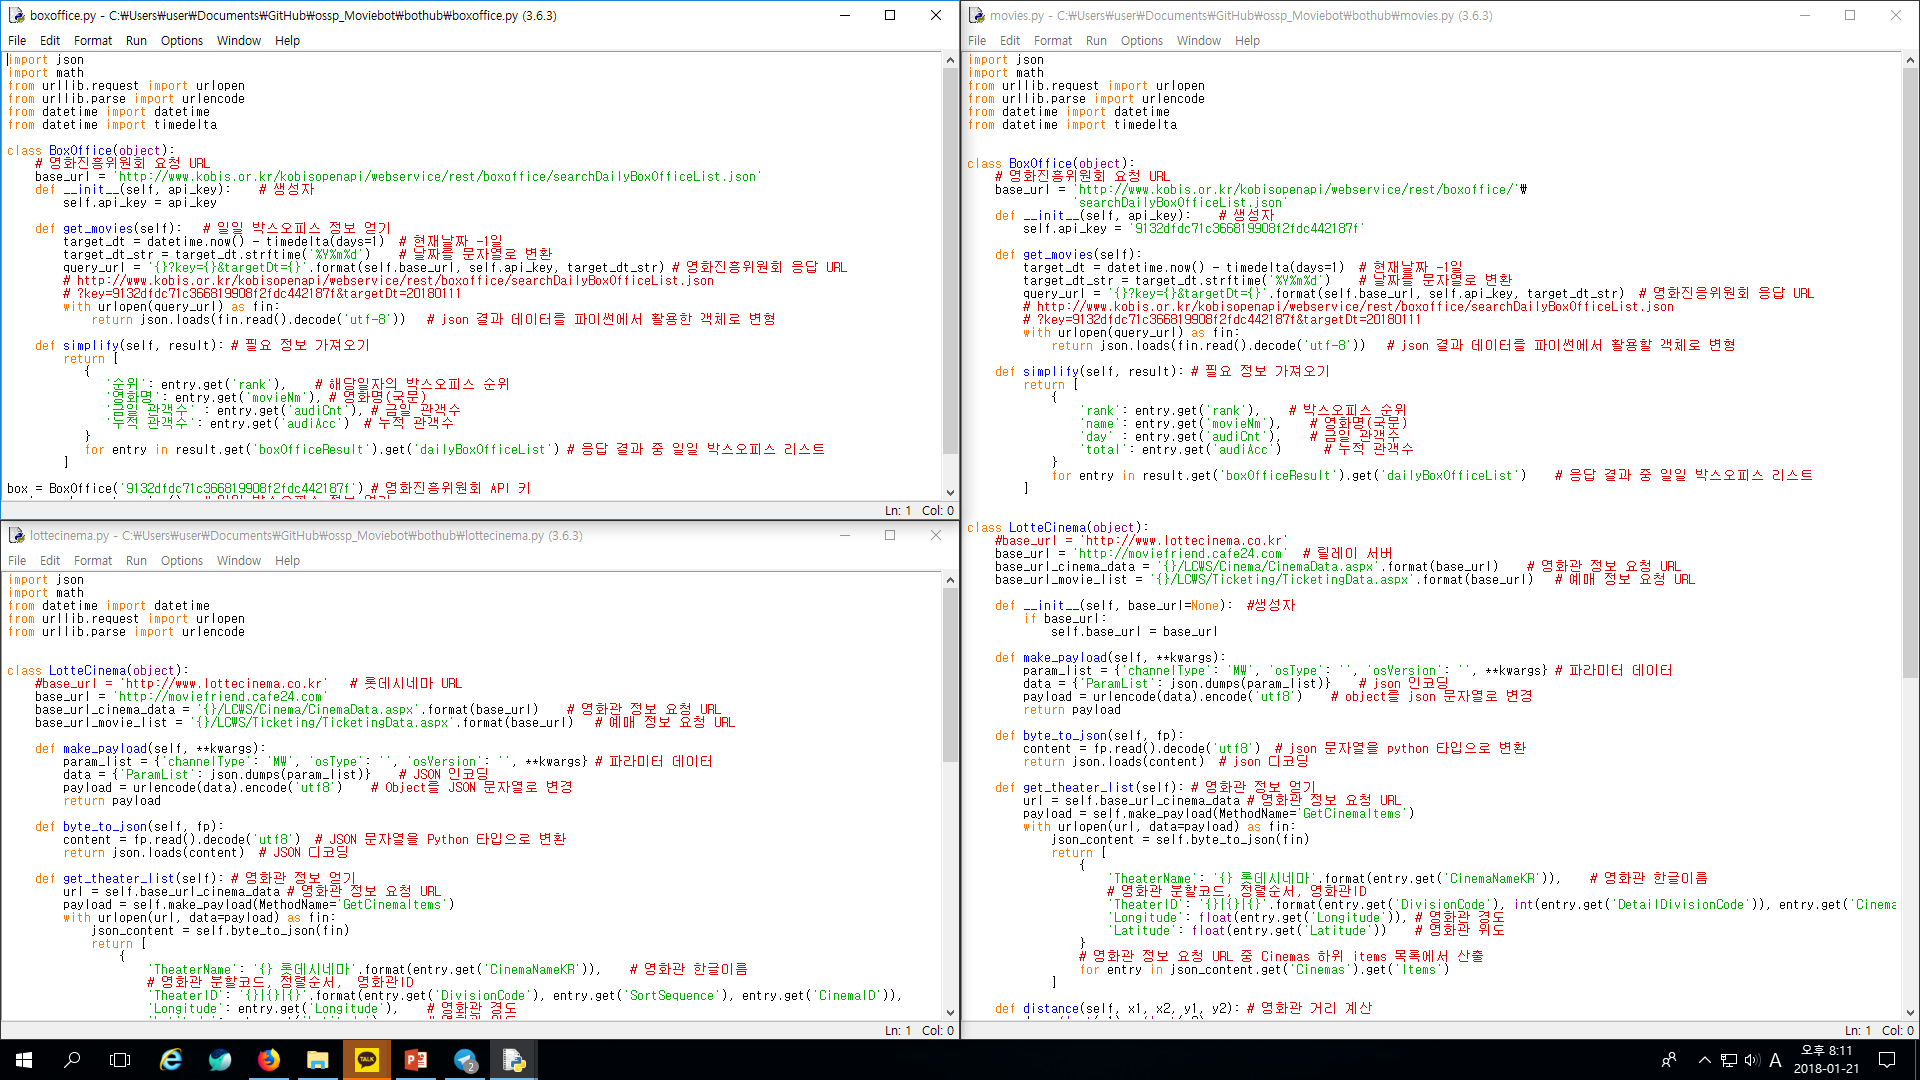 boxoffice.py - C:₩Users₩user₩Documents₩GitHub₩ossp_Moviebot₩bothub₩boxoffice.py (3.6.3)
File Edit Format Run Options Window Help
import json
import math
from urllib.request import urlopen
from urllib.parse import urlencode
from datetime import datetime
from datetime import timedelta

class BoxOffice(object):
    # 영화진흥위원회 요청 URL
    base_url = 'http://www.kobis.or.kr/kobisopenapi/webservice/rest/boxoffice/searchDailyBoxOfficeList.json'
    def __init__(self, api_key):    # 생성자
        self.api_key = api_key

    def get_movies(self):   # 일일 박스오피스 정보 얻기
        target_dt = datetime.now() - timedelta(days=1)  # 현재날짜 -1일
        target_dt_str = target_dt.strftime('%Y%m%d')    # 날짜를 문자열로 변환
        query_url = '{}?key={}&targetDt={}'.format(self.base_url, self.api_key, target_dt_str) # 영화진흥위원회 응답 URL
        # http://www.kobis.or.kr/kobisopenapi/webservice/rest/boxoffice/searchDailyBoxOfficeList.json
        # ?key=9132dfdc71c366819908f2fdc442187f&targetDt=20180111
        with urlopen(query_url) as fin:
            return json.loads(fin.read().decode('utf-8'))   # json 결과 데이터를 파이썬에서 활용한 객체로 변형

    def simplify(self, result): # 필요 정보 가져오기
        return [
           {
              '순위': entry.get('rank'),    # 해당일자의 박스오피스 순위
              '영화명': entry.get('movieNm'), # 영화명(국문)
              '금일 관객수' : entry.get('audiCnt'), # 금일 관객수
              '누적 관객수': entry.get('audiAcc')  # 누적 관객수
           }
           for entry in result.get('boxOfficeResult').get('dailyBoxOfficeList') # 응답 결과 중 일일 박스오피스 리스트
        ]

box = BoxOffice('9132dfdc71c366819908f2fdc442187f') # 영화진흥위원회 API 키
Ln: 1 Col: 0
lottecinema.py - C:₩Users₩user₩Documents₩GitHub₩ossp_Moviebot₩bothub₩lottecinema.py (3.6.3)
File Edit Format Run Options Window Help
import json
import math
from datetime import datetime
from urllib.request import urlopen
from urllib.parse import urlencode

class LotteCinema(object):
    #base_url = 'http://www.lottecinema.co.kr'   # 롯데시네마 URL
    base_url = 'http://moviefriend.cafe24.com'
    base_url_cinema_data = '{}/LCWS/Cinema/CinemaData.aspx'.format(base_url)    # 영화관 정보 요청 URL
    base_url_movie_list = '{}/LCWS/Ticketing/TicketingData.aspx'.format(base_url)   # 예매 정보 요청 URL

    def make_payload(self, **kwargs):
        param_list = {'channelType': 'MW', 'osType': '', 'osVersion': '', **kwargs} # 파라미터 데이터
        data = {'ParamList': json.dumps(param_list)}    # JSON 인코딩
        payload = urlencode(data).encode('utf8')    # Object를 JSON 문자열로 변경
        return payload

    def byte_to_json(self, fp):
        content = fp.read().decode('utf8')  # JSON 문자열을 Python 타입으로 변환
        return json.loads(content)  # JSON 디코딩

    def get_theater_list(self): # 영화관 정보 얻기
        url = self.base_url_cinema_data # 영화관 정보 요청 URL
        payload = self.make_payload(MethodName='GetCinemaItems')
        with urlopen(url, data=payload) as fin:
            json_content = self.byte_to_json(fin)
            return [
                {
                    'TheaterName': '{} 롯데시네마'.format(entry.get('CinemaNameKR')),    # 영화관 한글이름
                    # 영화관 분할코드, 정렬순서, 영화관ID
                    'TheaterID': '{}|{}|{}'.format(entry.get('DivisionCode'), entry.get('SortSequence'), entry.get('CinemaID')),
                    'Longitude': entry.get('Longitude'),    # 영화관 경도
Ln: 1 Col: 0
movies.py - C:₩Users₩user₩Documents₩GitHub₩ossp_Moviebot₩bothub₩movies.py (3.6.3)
File Edit Format Run Options Window Help
import json
import math
from urllib.request import urlopen
from urllib.parse import urlencode
from datetime import datetime
from datetime import timedelta

class BoxOffice(object):
    # 영화진흥위원회 요청 URL
    base_url = 'http://www.kobis.or.kr/kobisopenapi/webservice/rest/boxoffice/'₩
               'searchDailyBoxOfficeList.json'
    def __init__(self, api_key):    # 생성자
        self.api_key = '9132dfdc71c366819908f2fdc442187f'

    def get_movies(self):
        target_dt = datetime.now() - timedelta(days=1)  # 현재날짜 -1일
        target_dt_str = target_dt.strftime('%Y%m%d')    # 날짜를 문자열로 변환
        query_url = '{}?key={}&targetDt={}'.format(self.base_url, self.api_key, target_dt_str)  # 영화진응위원회 응답 URL
        # http://www.kobis.or.kr/kobisopenapi/webservice/rest/boxoffice/searchDailyBoxOfficeList.json
        # ?key=9132dfdc71c366819908f2fdc442187f&targetDt=20180111
        with urlopen(query_url) as fin:
            return json.loads(fin.read().decode('utf-8'))   # json 결과 데이터를 파이썬에서 활용할 객체로 변형

    def simplify(self, result): # 필요 정보 가져오기
        return [
            {
                'rank': entry.get('rank'),    # 박스오피스 순위
                'name': entry.get('movieNm'),    # 영화명(국문)
                'day' : entry.get('audiCnt'),    # 금일 관객수
                'total': entry.get('audiAcc')      # 누적 관객수
            }
            for entry in result.get('boxOfficeResult').get('dailyBoxOfficeList')    # 응답 결과 중 일일 박스오피스 리스트
        ]

class LotteCinema(object):
    #base_url = 'http://www.lottecinema.co.kr'
    base_url = 'http://moviefriend.cafe24.com'  # 릴레이 서버
    base_url_cinema_data = '{}/LCWS/Cinema/CinemaData.aspx'.format(base_url)    # 영화관 정보 요청 URL
    base_url_movie_list = '{}/LCWS/Ticketing/TicketingData.aspx'.format(base_url)   # 예매 정보 요청 URL

    def __init__(self, base_url=None):  #생성자
        if base_url:
            self.base_url = base_url

    def make_payload(self, **kwargs):
        param_list = {'channelType': 'MW', 'osType': '', 'osVersion': '', **kwargs} # 파라미터 데이터
        data = {'ParamList': json.dumps(param_list)}    # json 인코딩
        payload = urlencode(data).encode('utf8')    # object를 json 문자열로 변경
        return payload

    def byte_to_json(self, fp):
        content = fp.read().decode('utf8')  # json 문자열을 python 타입으로 변환
        return json.loads(content)  # json 디코딩

    def get_theater_list(self): # 영화관 정보 얻기
        url = self.base_url_cinema_data # 영화관 정보 요청 URL
        payload = self.make_payload(MethodName='GetCinemaItems')
        with urlopen(url, data=payload) as fin:
            json_content = self.byte_to_json(fin)
            return [
                {
                    'TheaterName': '{} 롯데시네마'.format(entry.get('CinemaNameKR')),    # 영화관 한글이름
                    # 영화관 분할코드, 정렬순서, 영화관ID
                    'TheaterID': '{}|{}|{}'.format(entry.get('DivisionCode'), int(entry.get('DetailDivisionCode')), entry.get('Cinema
                    'Longitude': float(entry.get('Longitude')), # 영화관 경도
                    'Latitude': float(entry.get('Latitude'))    # 영화관 위도
                }
                # 영화관 정보 요청 URL 중 Cinemas 하위 items 목록에서 산출
                for entry in json_content.get('Cinemas').get('Items')
            ]

    def distance(self, x1, x2, y1, y2): # 영화관 거리 계산
Ln: 1 Col: 0
TALK
2
A
오후 8:11
2018-01-21